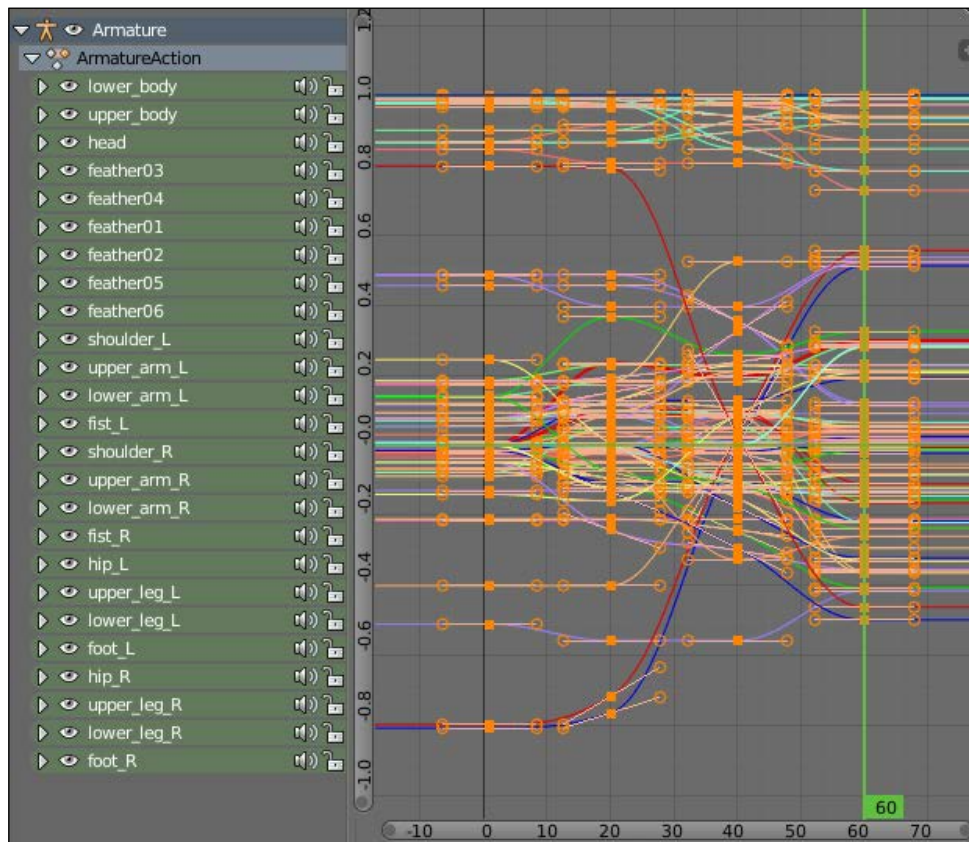 Armature
ArmatureAction
lower_body
upper_body
head
feather03
feather04
feather01
feather02
feather05
feather06
shoulder_L
upper_arm_L
lower_arm_L
fist_L
shoulder_R
upper_arm_R
lower_arm_R
fist_R
hip_L
upper_leg_L
lower_leg_L
foot_L
hip_R
upper_leg_R
lower_leg_R
foot_R
1.2
1.0
0.8
0.6
0.4
0.2
-0.0
-0.2
-0.4
-0.6
-0.8
-1.0
60
-10 0 10 20 30 40 50 60 70